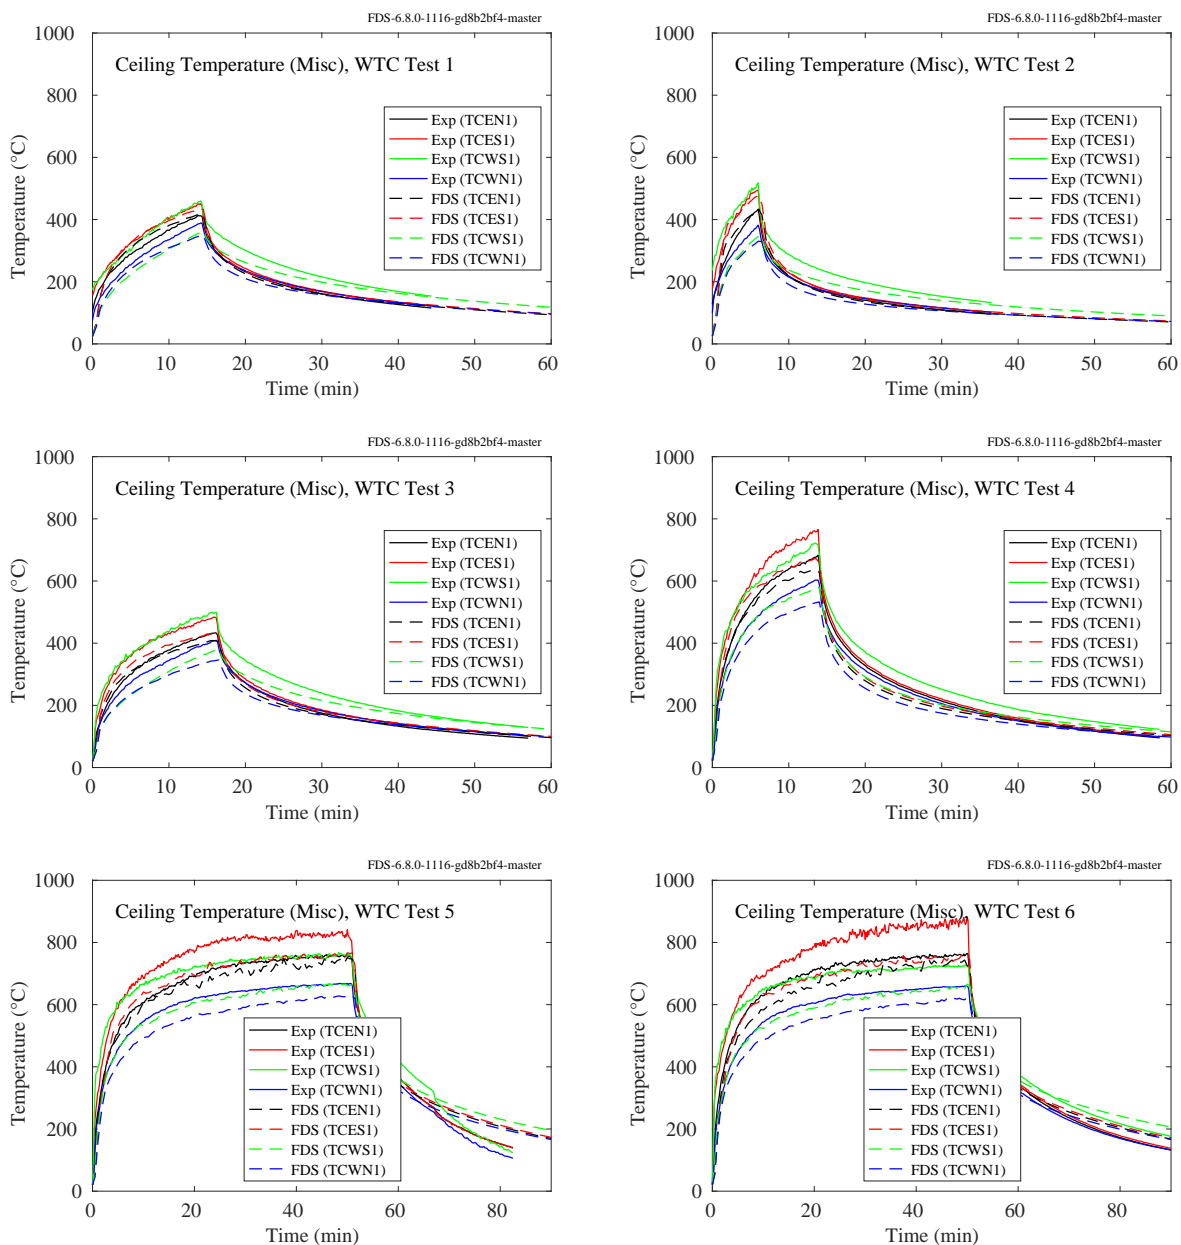 FDS-6.8.0-1116-gd8b2bf4-master
Ceiling Temperature (Misc), WTC Test 1
Temperature (°C)
1000
800
600
400
200
0
Exp (TCEN1)
Exp (TCES1)
Exp (TCWS1)
Exp (TCWN1)
FDS (TCEN1)
FDS (TCES1)
FDS (TCWS1)
FDS (TCWN1)
0 10 20 30 40 50 60
Time (min)
FDS-6.8.0-1116-gd8b2bf4-master
Ceiling Temperature (Misc), WTC Test 2
Temperature (°C)
1000
800
600
400
200
0
Exp (TCEN1)
Exp (TCES1)
Exp (TCWS1)
Exp (TCWN1)
FDS (TCEN1)
FDS (TCES1)
FDS (TCWS1)
FDS (TCWN1)
0 10 20 30 40 50 60
Time (min)
FDS-6.8.0-1116-gd8b2bf4-master
Ceiling Temperature (Misc), WTC Test 3
Temperature (°C)
1000
800
600
400
200
0
Exp (TCEN1)
Exp (TCES1)
Exp (TCWS1)
Exp (TCWN1)
FDS (TCEN1)
FDS (TCES1)
FDS (TCWS1)
FDS (TCWN1)
0 10 20 30 40 50 60
Time (min)
FDS-6.8.0-1116-gd8b2bf4-master
Ceiling Temperature (Misc), WTC Test 4
Temperature (°C)
1000
800
600
400
200
0
Exp (TCEN1)
Exp (TCES1)
Exp (TCWS1)
Exp (TCWN1)
FDS (TCEN1)
FDS (TCES1)
FDS (TCWS1)
FDS (TCWN1)
0 10 20 30 40 50 60
Time (min)
FDS-6.8.0-1116-gd8b2bf4-master
Ceiling Temperature (Misc), WTC Test 5
Temperature (°C)
1000
800
600
400
200
0
Exp (TCEN1)
Exp (TCES1)
Exp (TCWS1)
Exp (TCWN1)
FDS (TCEN1)
FDS (TCES1)
FDS (TCWS1)
FDS (TCWN1)
0 20 40 60 80
Time (min)
FDS-6.8.0-1116-gd8b2bf4-master
Ceiling Temperature (Misc), WTC Test 6
Temperature (°C)
1000
800
600
400
200
0
Exp (TCEN1)
Exp (TCES1)
Exp (TCWS1)
Exp (TCWN1)
FDS (TCEN1)
FDS (TCES1)
FDS (TCWS1)
FDS (TCWN1)
0 20 40 60 80
Time (min)